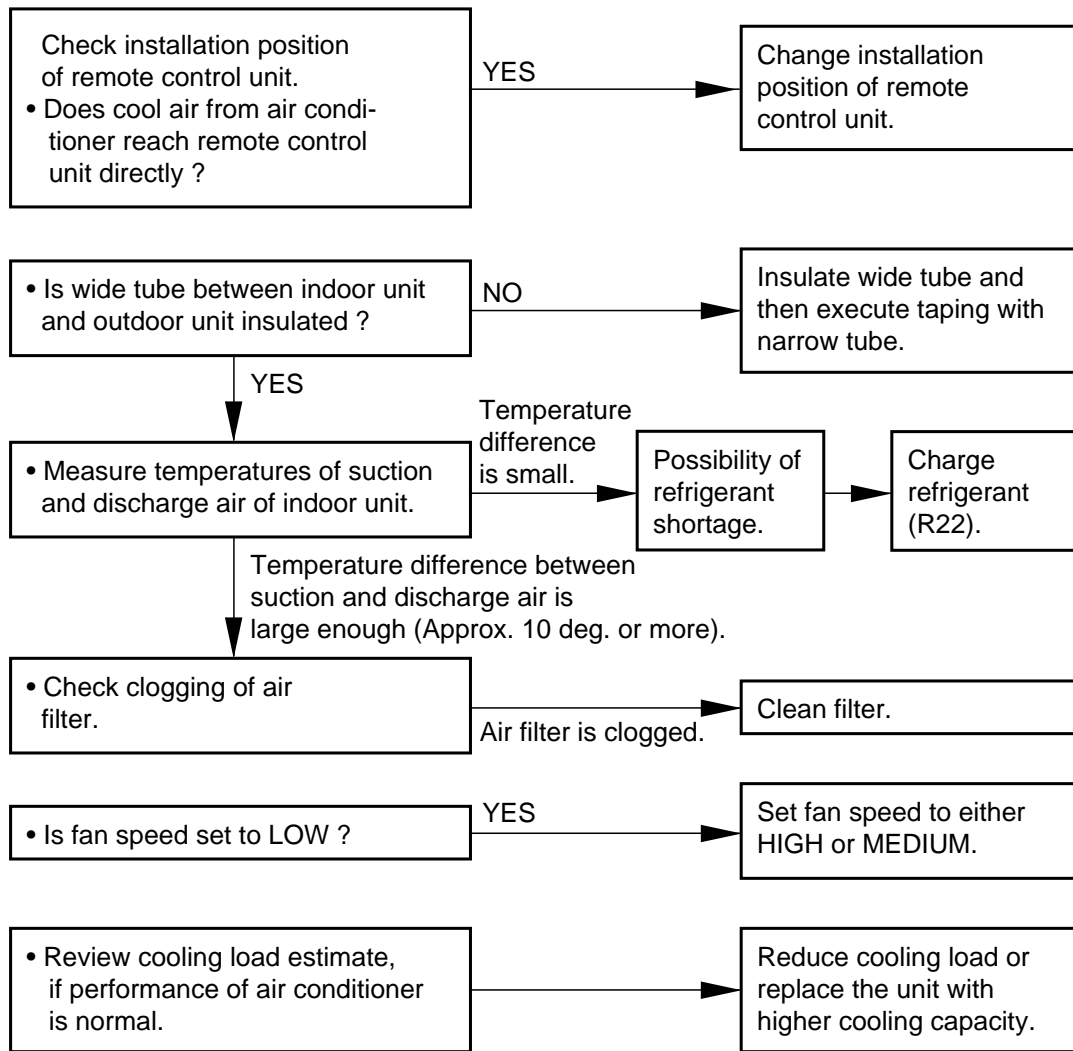 Check installation position
of remote control unit.
• Does cool air from air condi-
tioner reach remote control
unit directly ?
YES
Change installation
position of remote
control unit.
• Is wide tube between indoor unit
and outdoor unit insulated ?
NO
Insulate wide tube and
then execute taping with
narrow tube.
YES
• Measure temperatures of suction
and discharge air of indoor unit.
Temperature
difference
is small.
Possibility of
refrigerant
shortage.
Charge
refrigerant
(R22).
Temperature difference between
suction and discharge air is
large enough (Approx. 10 deg. or more).
• Check clogging of air
filter.
Air filter is clogged.
Clean filter.
• Is fan speed set to LOW ?
YES
Set fan speed to either
HIGH or MEDIUM.
• Review cooling load estimate,
if performance of air conditioner
is normal.
Reduce cooling load or
replace the unit with
higher cooling capacity.